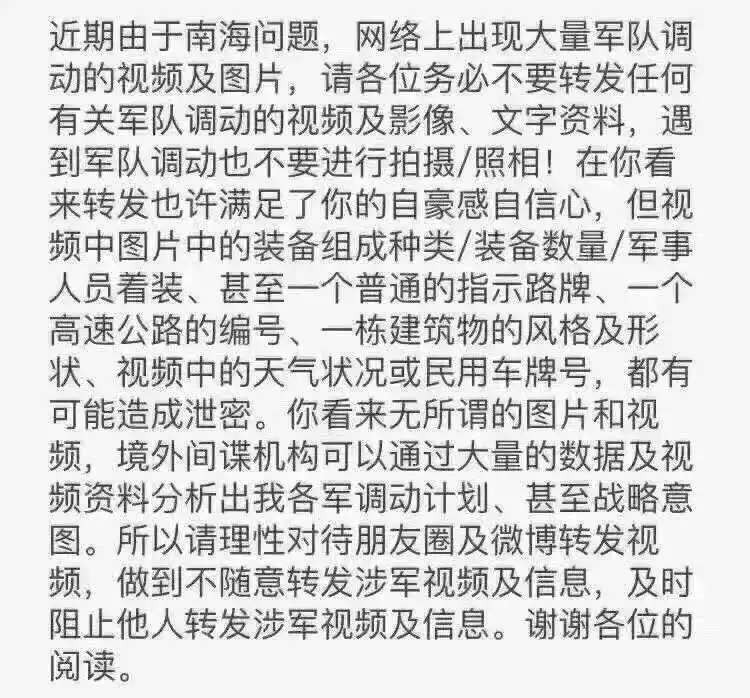 近期由于南海问题，网络上出现大量军队调
动的视频及图片，请各位务必不要转发任何
有关军队调动的视频及影像、文字资料，遇
到军队调动也不要进行拍摄/照相！在你看
来转发也许满足了你的自豪感自信心，但视
频中图片中的装备组成种类/装备数量/军事
人员着装、甚至一个普通的指示路牌、一个
高速公路的编号、一栋建筑物的风格及形
状、视频中的天气状况或民用车牌号，都有
可能造成泄密。你看来无所谓的图片和视
频，境外间谍机构可以通过大量的数据及视
频资料分析出我各军调动计划、甚至战略意
图。所以请理性对待朋友圈及微博转发视
频，做到不随意转发涉军视频及信息，及时
阻止他人转发涉军视频及信息。谢谢各位的
阅读。